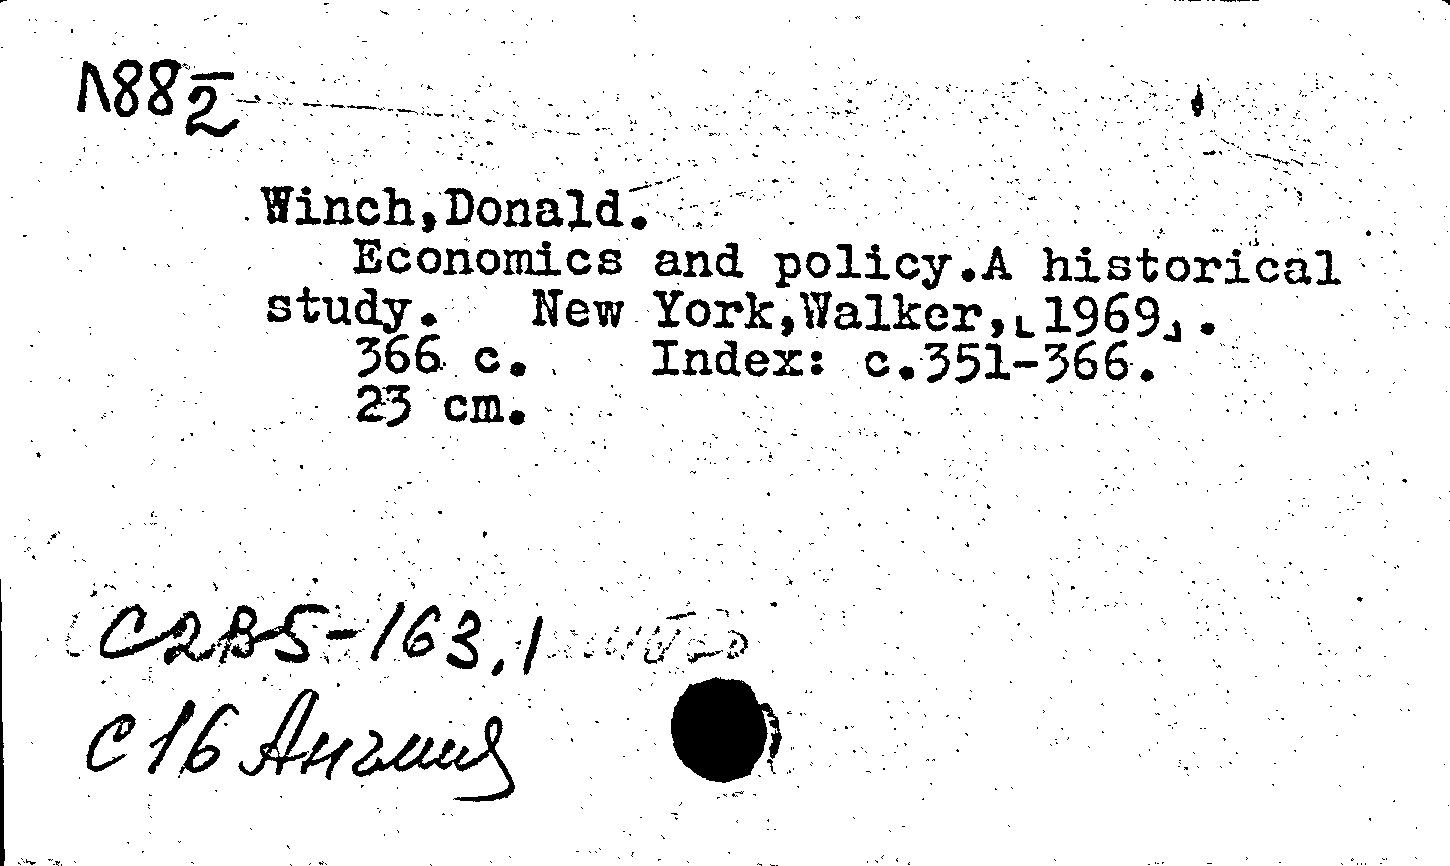 Л88 2
Winch,Donald.
Economics and policy.A historical
study. New York,Walker,[1969].
366 c. Index: c.351-366.
23 cm.
С2В5-163,1
С16 Англия